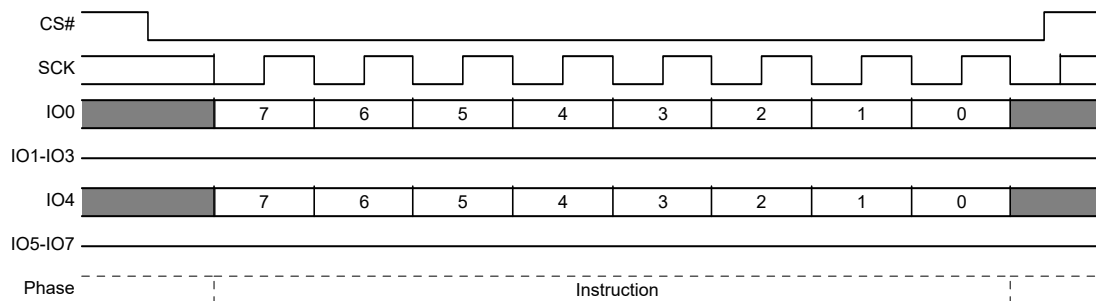 CS#
SCK
IO0 7 6 5 4 3 2 1 0
IO1-IO3
IO4 7 6 5 4 3 2 1 0
IO5-IO7
Phase Instruction